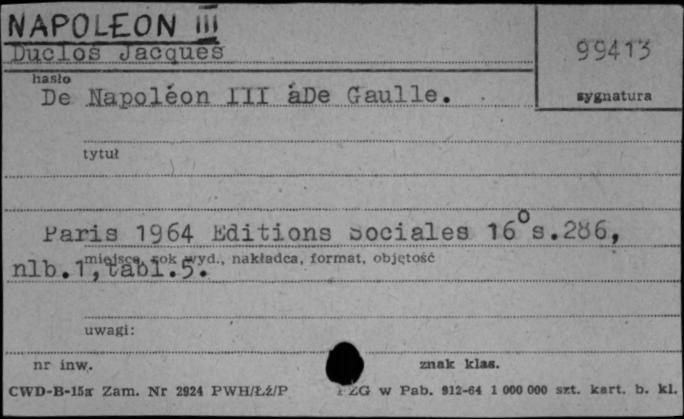 NAPOLEON III
Duclos Jacques
99413
hasło
sygnatura
De Napoléon III àDe Gaulle.
tytuł
Paris 1964 Editions Sociales 16° s.286,
miejsce, rok wyd., nakładca, format, objętość
nlb.1,tabl.5.
uwagi:
nr inw.
znak klas.
CWD-B-15a Zam. Nr 2924 PWH/Łź/P PZG w Pab. 912-64 1 000 000 szt. kart. b. kl.